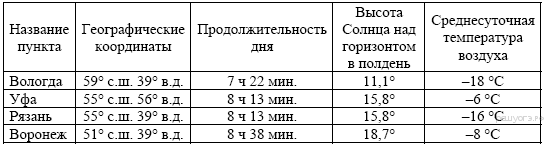 Название пункта | Географические координаты | Продолжительность дня | Высота Солнца над горизонтом в полдень | Среднесуточная температура воздуха
Вологда | 59° с.ш. 39° в.д. | 7 ч 22 мин. | 11,1° | –18 °С
Уфа | 55° с.ш. 56° в.д. | 8 ч 13 мин. | 15,8° | –6 °С
Рязань | 55° с.ш. 39° в.д. | 8 ч 13 мин. | 15,8° | –16 °С
Воронеж | 51° с.ш. 39° в.д. | 8 ч 38 мин. | 18,7° | –8 °С